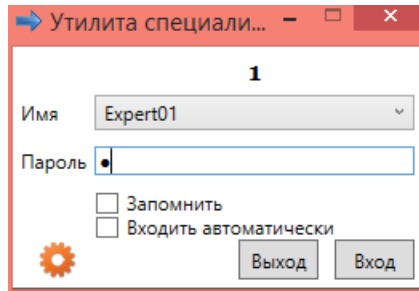 Утилита специали...
1
Имя Expert01
Пароль •
Запомнить
Входить автоматически
Выход Вход